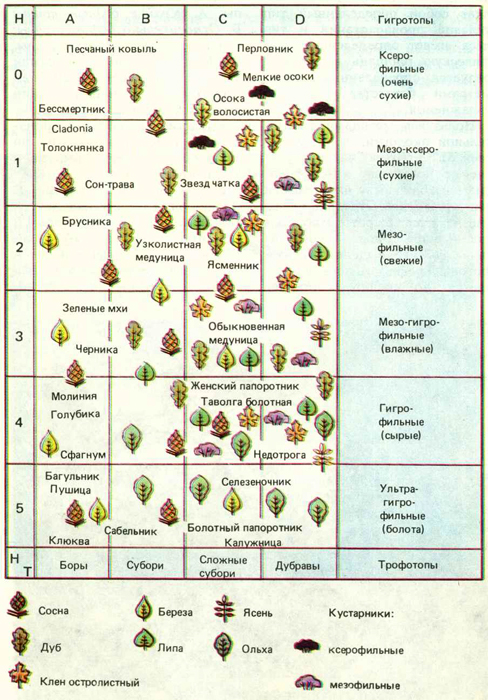 H A B C D Гигротопы
Песчаный ковыль Перловник
0 Мелкие осоки Ксеро-
фильные
(очень
сухие)
Бессмертник Осока
волосистая
Cladonia
Толокнянка
1 Сон-трава Звездчатка Мезо-ксеро-
фильные
(сухие)
Брусника
2 Узколистная
медуница Мезо-
фильные
(свежие)
Ясменник
Зеленые мхи
3 Обыкновенная
медуница Мезо-гигро-
фильные
(влажные)
Черника
Молиния Женский папоротник
Голубика Таволга болотная
4 Гигро-
фильные
(сырые)
Сфагнум Недотрога
Багульник Селезеночник
Пушица
5 Ультра-
гигро-
фильные
(болота)
Сабельник Болотный папоротник
Клюква Калужница
H T Боры Субори Сложные
субори Дубравы Трофотопы
Сосна Береза Ясень Кустарники:
Дуб Липа Ольха ксерофильные
Клен остролистный мезофильные